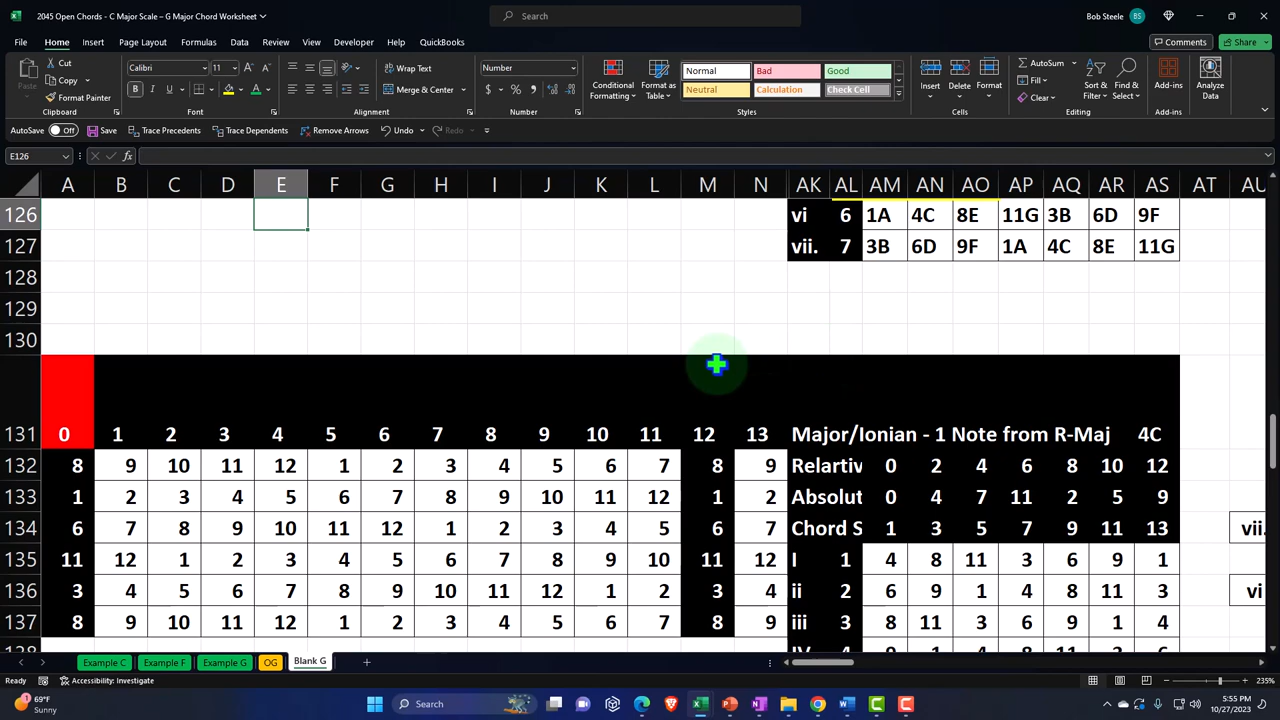 2045 Open Chords - C Major Scale – G Major Chord Worksheet
Search
Bob Steele BS
File Home Insert Page Layout Formulas Data Review View Developer Help QuickBooks Comments Share
Cut
Copy
Paste
Format Painter
Calibri 11
Wrap Text
Merge & Center
Number
Conditional Formatting
Format as Table
Normal Bad Good
Neutral Calculation Check Cell
Insert Delete Format
AutoSum
Fill
Clear
Sort & Filter
Find & Select
Add-ins
Analyze Data
Clipboard Font Alignment Number Styles Cells Editing Add-ins
AutoSave Off Save Trace Precedents Trace Dependents Remove Arrows Undo Redo
E126 fx
A B C D E F G H I J K L M N AK AL AM AN AO AP AQ AR AS AT AU
126 vi 6 1A 4C 8E 11G 3B 6D 9F
127 vii. 7 3B 6D 9F 1A 4C 8E 11G
128
129
130
131 0 1 2 3 4 5 6 7 8 9 10 11 12 13 Major/Ionian - 1 Note from R-Maj 4C
132 8 9 10 11 12 1 2 3 4 5 6 7 8 9 Relartiv 0 2 4 6 8 10 12
133 1 2 3 4 5 6 7 8 9 10 11 12 1 2 Absolut 0 4 7 11 2 5 9
134 6 7 8 9 10 11 12 1 2 3 4 5 6 7 Chord S 1 3 5 7 9 11 13 vii.
135 11 12 1 2 3 4 5 6 7 8 9 10 11 12 I 1 4 8 11 3 6 9 1
136 3 4 5 6 7 8 9 10 11 12 1 2 3 4 ii 2 6 9 1 4 8 11 3 vi
137 8 9 10 11 12 1 2 3 4 5 6 7 8 9 iii 3 8 11 3 6 9 1 4
Example C Example F Example G OG Blank G
Ready Accessibility: Investigate 235%
69°F
Sunny
Search
5:55 PM
10/27/2023